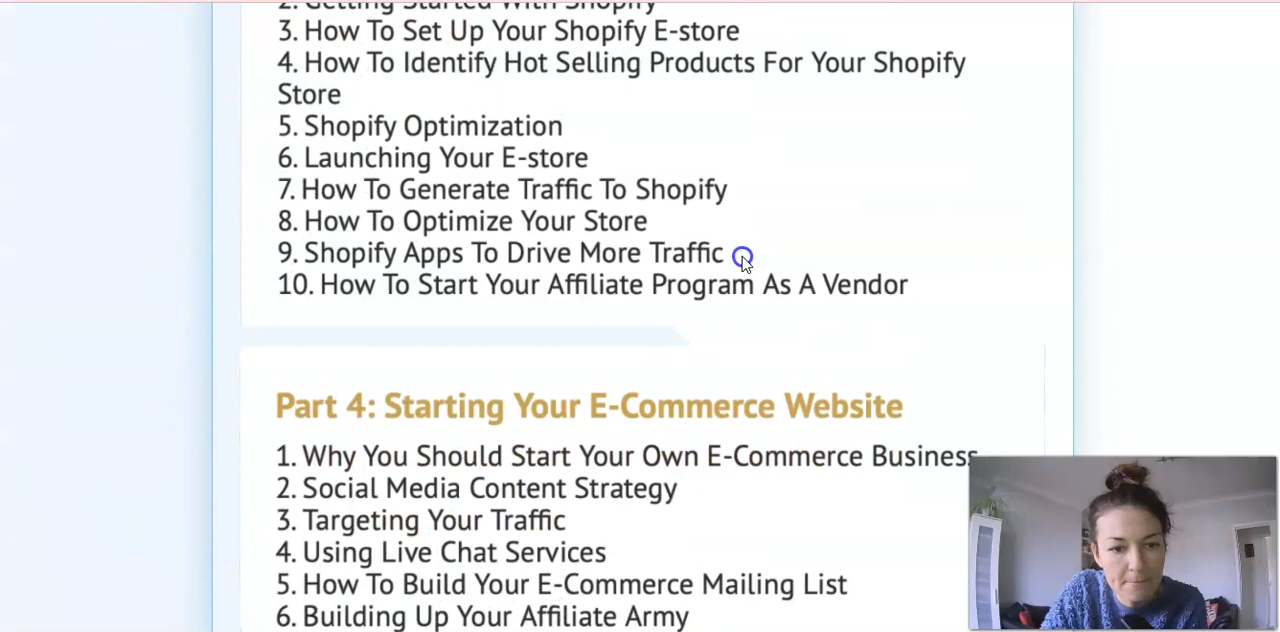 2. Getting Started With Shopify
3. How To Set Up Your Shopify E-store
4. How To Identify Hot Selling Products For Your Shopify
Store
5. Shopify Optimization
6. Launching Your E-store
7. How To Generate Traffic To Shopify
8. How To Optimize Your Store
9. Shopify Apps To Drive More Traffic
10. How To Start Your Affiliate Program As A Vendor
Part 4: Starting Your E-Commerce Website
1. Why You Should Start Your Own E-Commerce Business
2. Social Media Content Strategy
3. Targeting Your Traffic
4. Using Live Chat Services
5. How To Build Your E-Commerce Mailing List
6. Building Up Your Affiliate Army